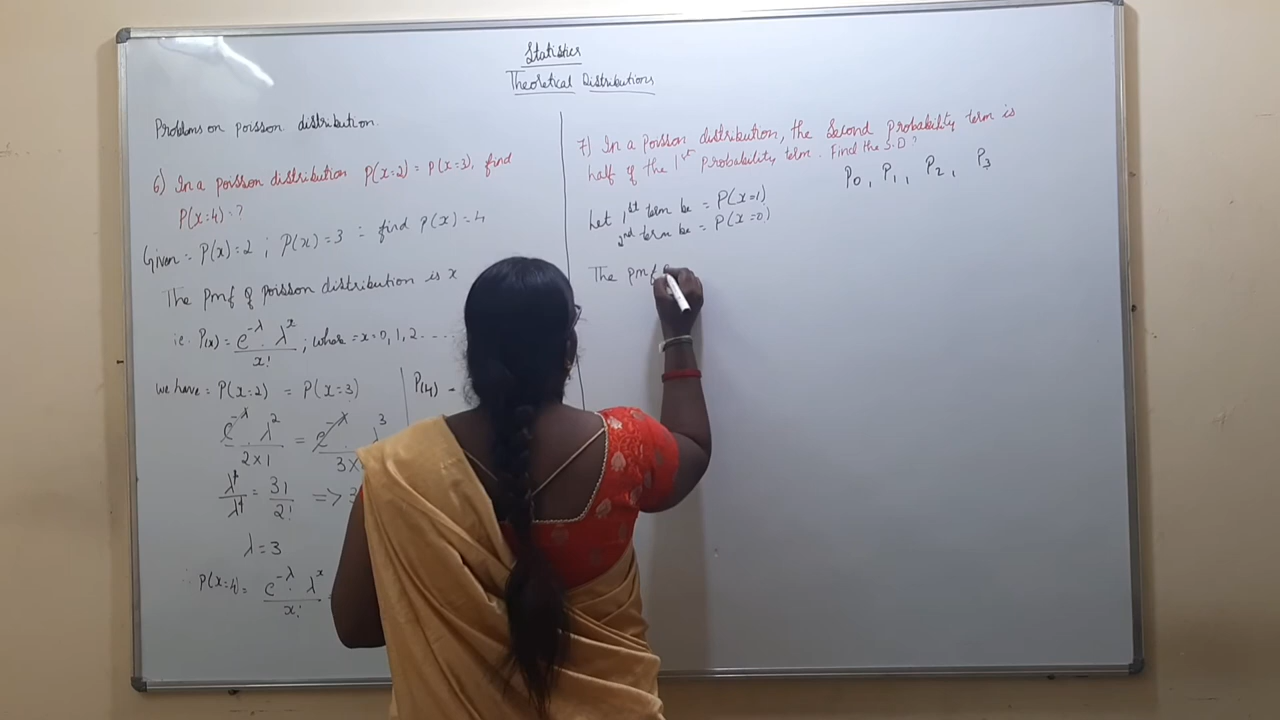 Statistics
Theoretical Distributions
Problems on poisson distribution.
6) In a poisson distribution P(x=2) = P(x=3), find
P(x=4) = ?
Given = P(x)=2 ; P(x)=3 = find P(x)=4
The pmf of poisson distribution is x
ie. P(x) = e^-λ . λ^x / x! ; where = x=0, 1, 2 . . . .
we have = P(x=2) = P(x=3)
e^-λ . λ^2 / 2×1 = e^-λ . λ^3 / 3×
= 3! / 2! =>
λ = 3
∴ P(x=4) = e^-λ . λ^x / x! =
P(4) =
7) In a poisson distribution, the Second Probability term is
half of the 1st Probability term. Find the S.D?
P0, P1, P2, P3
Let 1st term be = P(x=1)
2nd term be = P(x=0)
The pmf